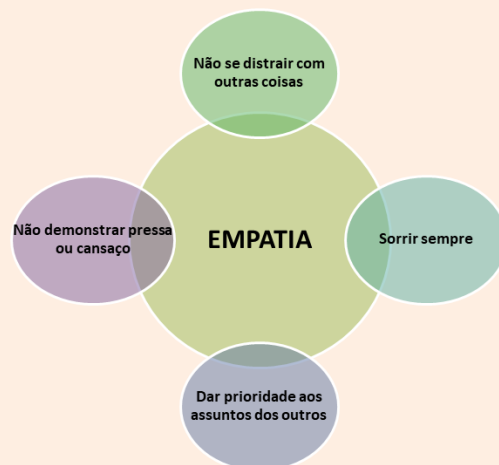 Não se distrair com
outras coisas
Não demonstrar pressa
ou cansaço
EMPATIA
Sorrir sempre
Dar prioridade aos
assuntos dos outros